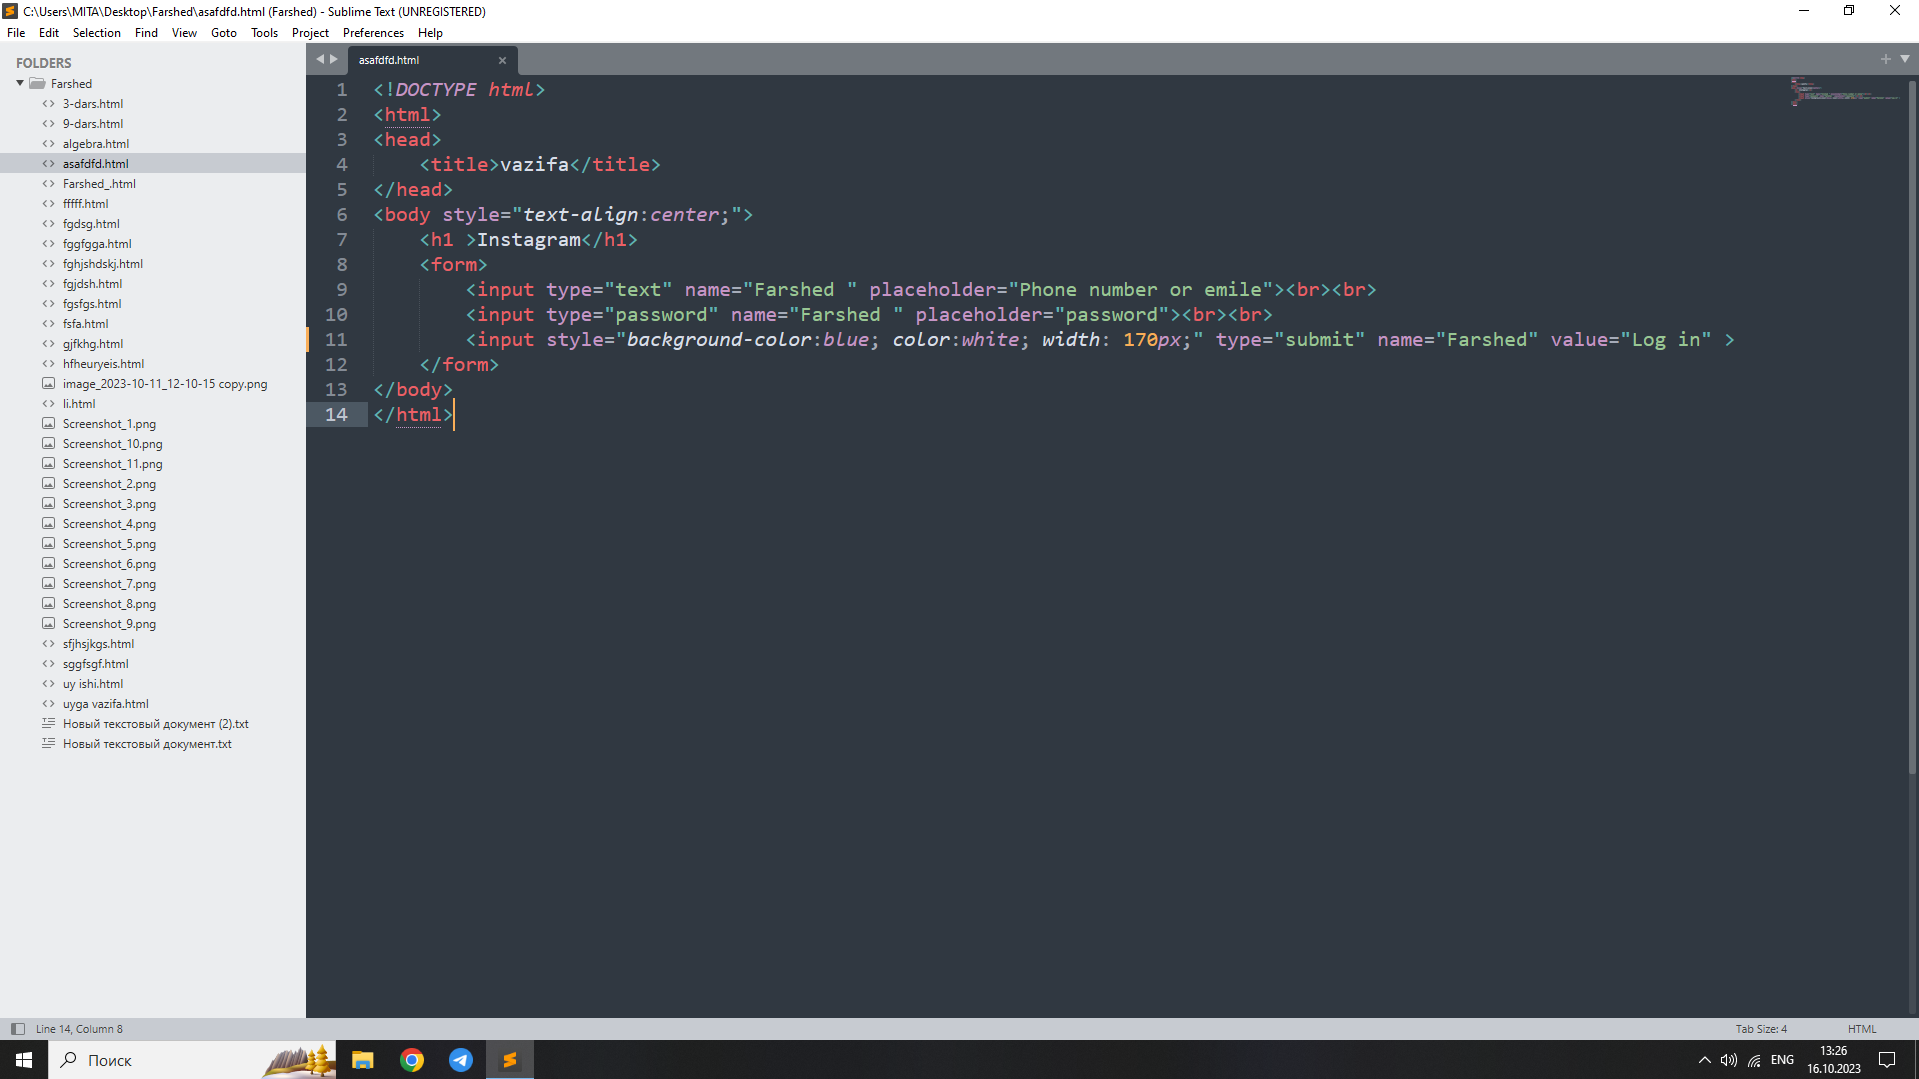 C:\Users\MITA\Desktop\Farshed\asafdfd.html (Farshed) - Sublime Text (UNREGISTERED)
File Edit Selection Find View Goto Tools Project Preferences Help
FOLDERS
Farshed
3-dars.html
9-dars.html
algebra.html
asafdfd.html
Farshed_.html
fffff.html
fgdsg.html
fggfgga.html
fghjshdskj.html
fgjdsh.html
fgsfgs.html
fsfa.html
gjfkhg.html
hfheuryeis.html
image_2023-10-11_12-10-15 copy.png
li.html
Screenshot_1.png
Screenshot_10.png
Screenshot_11.png
Screenshot_2.png
Screenshot_3.png
Screenshot_4.png
Screenshot_5.png
Screenshot_6.png
Screenshot_7.png
Screenshot_8.png
Screenshot_9.png
sfjhsjkgs.html
sggfsgf.html
uy ishi.html
uyga vazifa.html
Новый текстовый документ (2).txt
Новый текстовый документ.txt
asafdfd.html
1 <!DOCTYPE html>
2 <html>
3 <head>
4     <title>vazifa</title>
5 </head>
6 <body style="text-align:center;">
7     <h1 >Instagram</h1>
8     <form>
9         <input type="text" name="Farshed " placeholder="Phone number or emile"><br><br>
10         <input type="password" name="Farshed " placeholder="password"><br><br>
11         <input style="background-color:blue; color:white; width: 170px;" type="submit" name="Farshed" value="Log in" >
12     </form>
13 </body>
14 </html>
Line 14, Column 8
Tab Size: 4
HTML
Поиск
ENG
13:26
16.10.2023